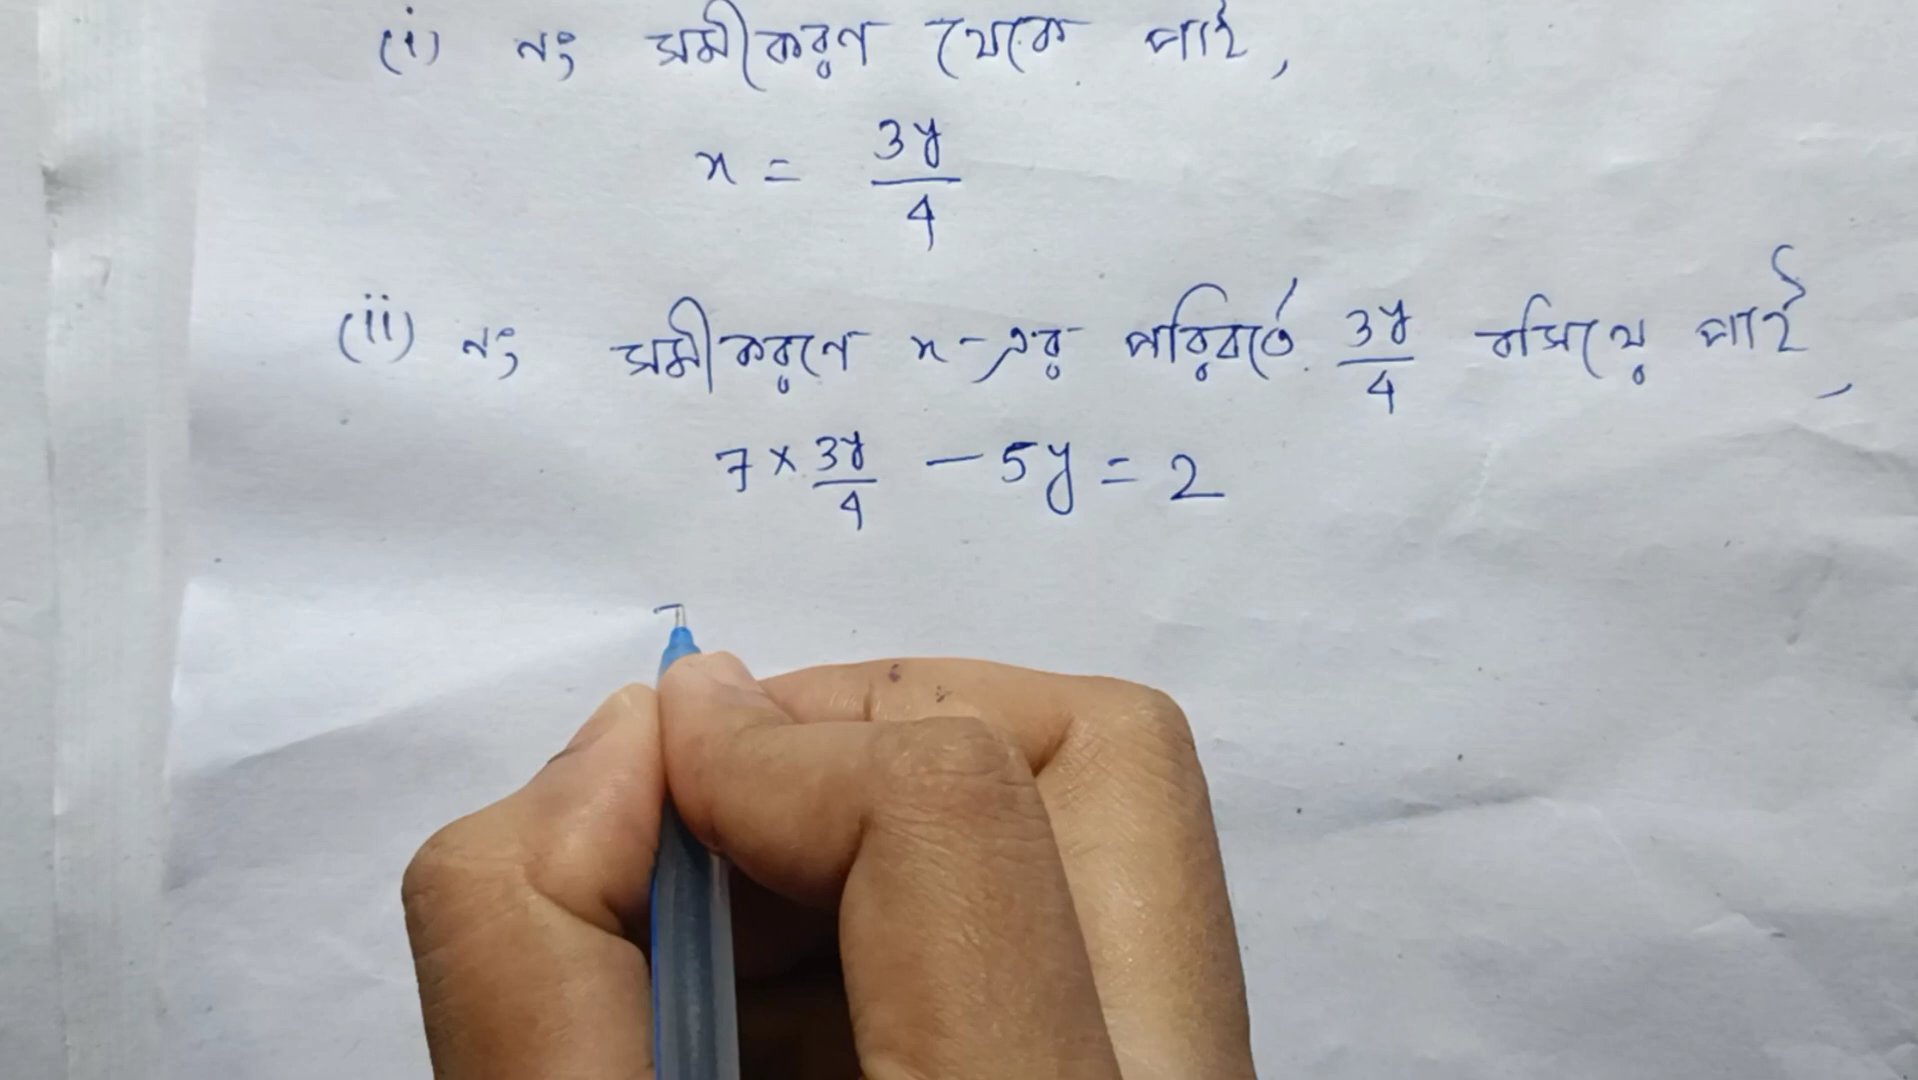 (i) নং সমীকরণ থেকে পাই,
x = 3y/4
(ii) নং সমীকরণে x-এর পরিবর্তে 3y/4 বসিয়ে পাই,
7 × 3y/4 - 5y = 2